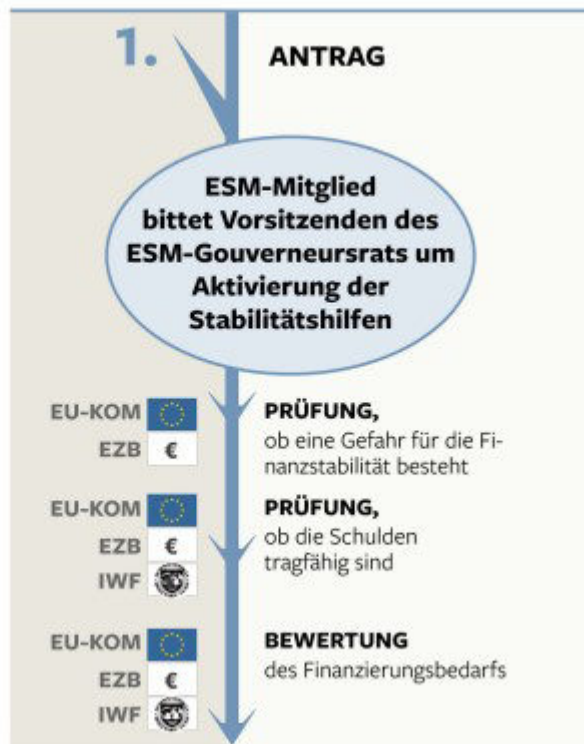 1.
ANTRAG
ESM-Mitglied
bittet Vorsitzenden des
ESM-Gouverneursrats um
Aktivierung der
Stabilitätshilfen
EU-KOM
EZB €
PRÜFUNG,
ob eine Gefahr für die Fi-
nanzstabilität besteht
EU-KOM
EZB €
IWF
PRÜFUNG,
ob die Schulden
tragfähig sind
EU-KOM
EZB €
IWF
BEWERTUNG
des Finanzierungsbedarfs